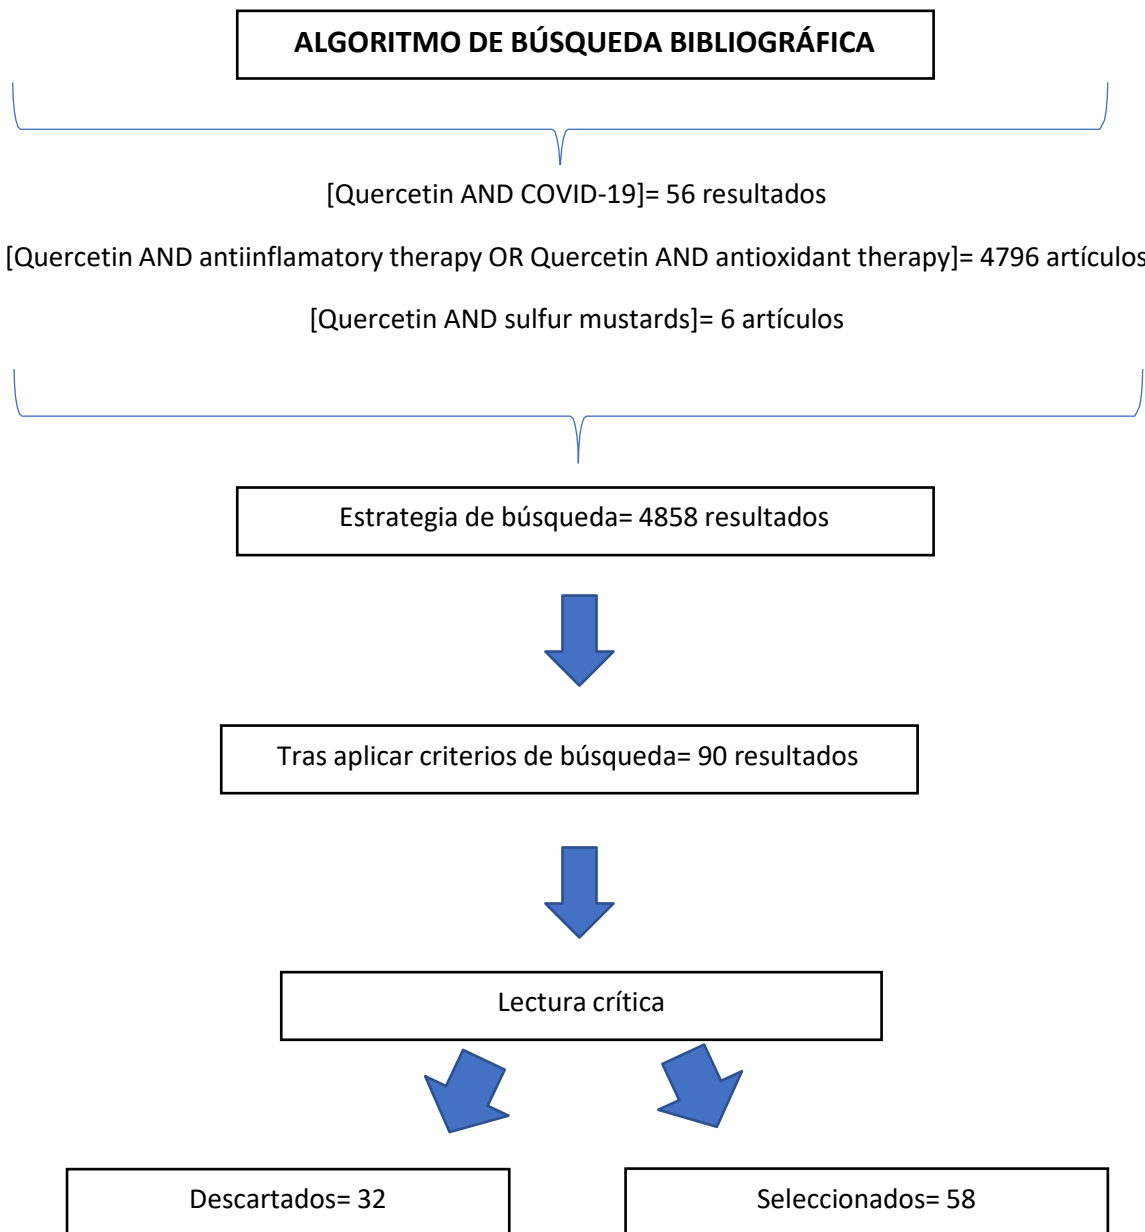 ALGORITMO DE BÚSQUEDA BIBLIOGRÁFICA
[Quercetin AND COVID-19]= 56 resultados
[Quercetin AND antiinflamatory therapy OR Quercetin AND antioxidant therapy]= 4796 artículos
[Quercetin AND sulfur mustards]= 6 artículos
Estrategia de búsqueda= 4858 resultados
Tras aplicar criterios de búsqueda= 90 resultados
Lectura crítica
Descartados= 32
Seleccionados= 58